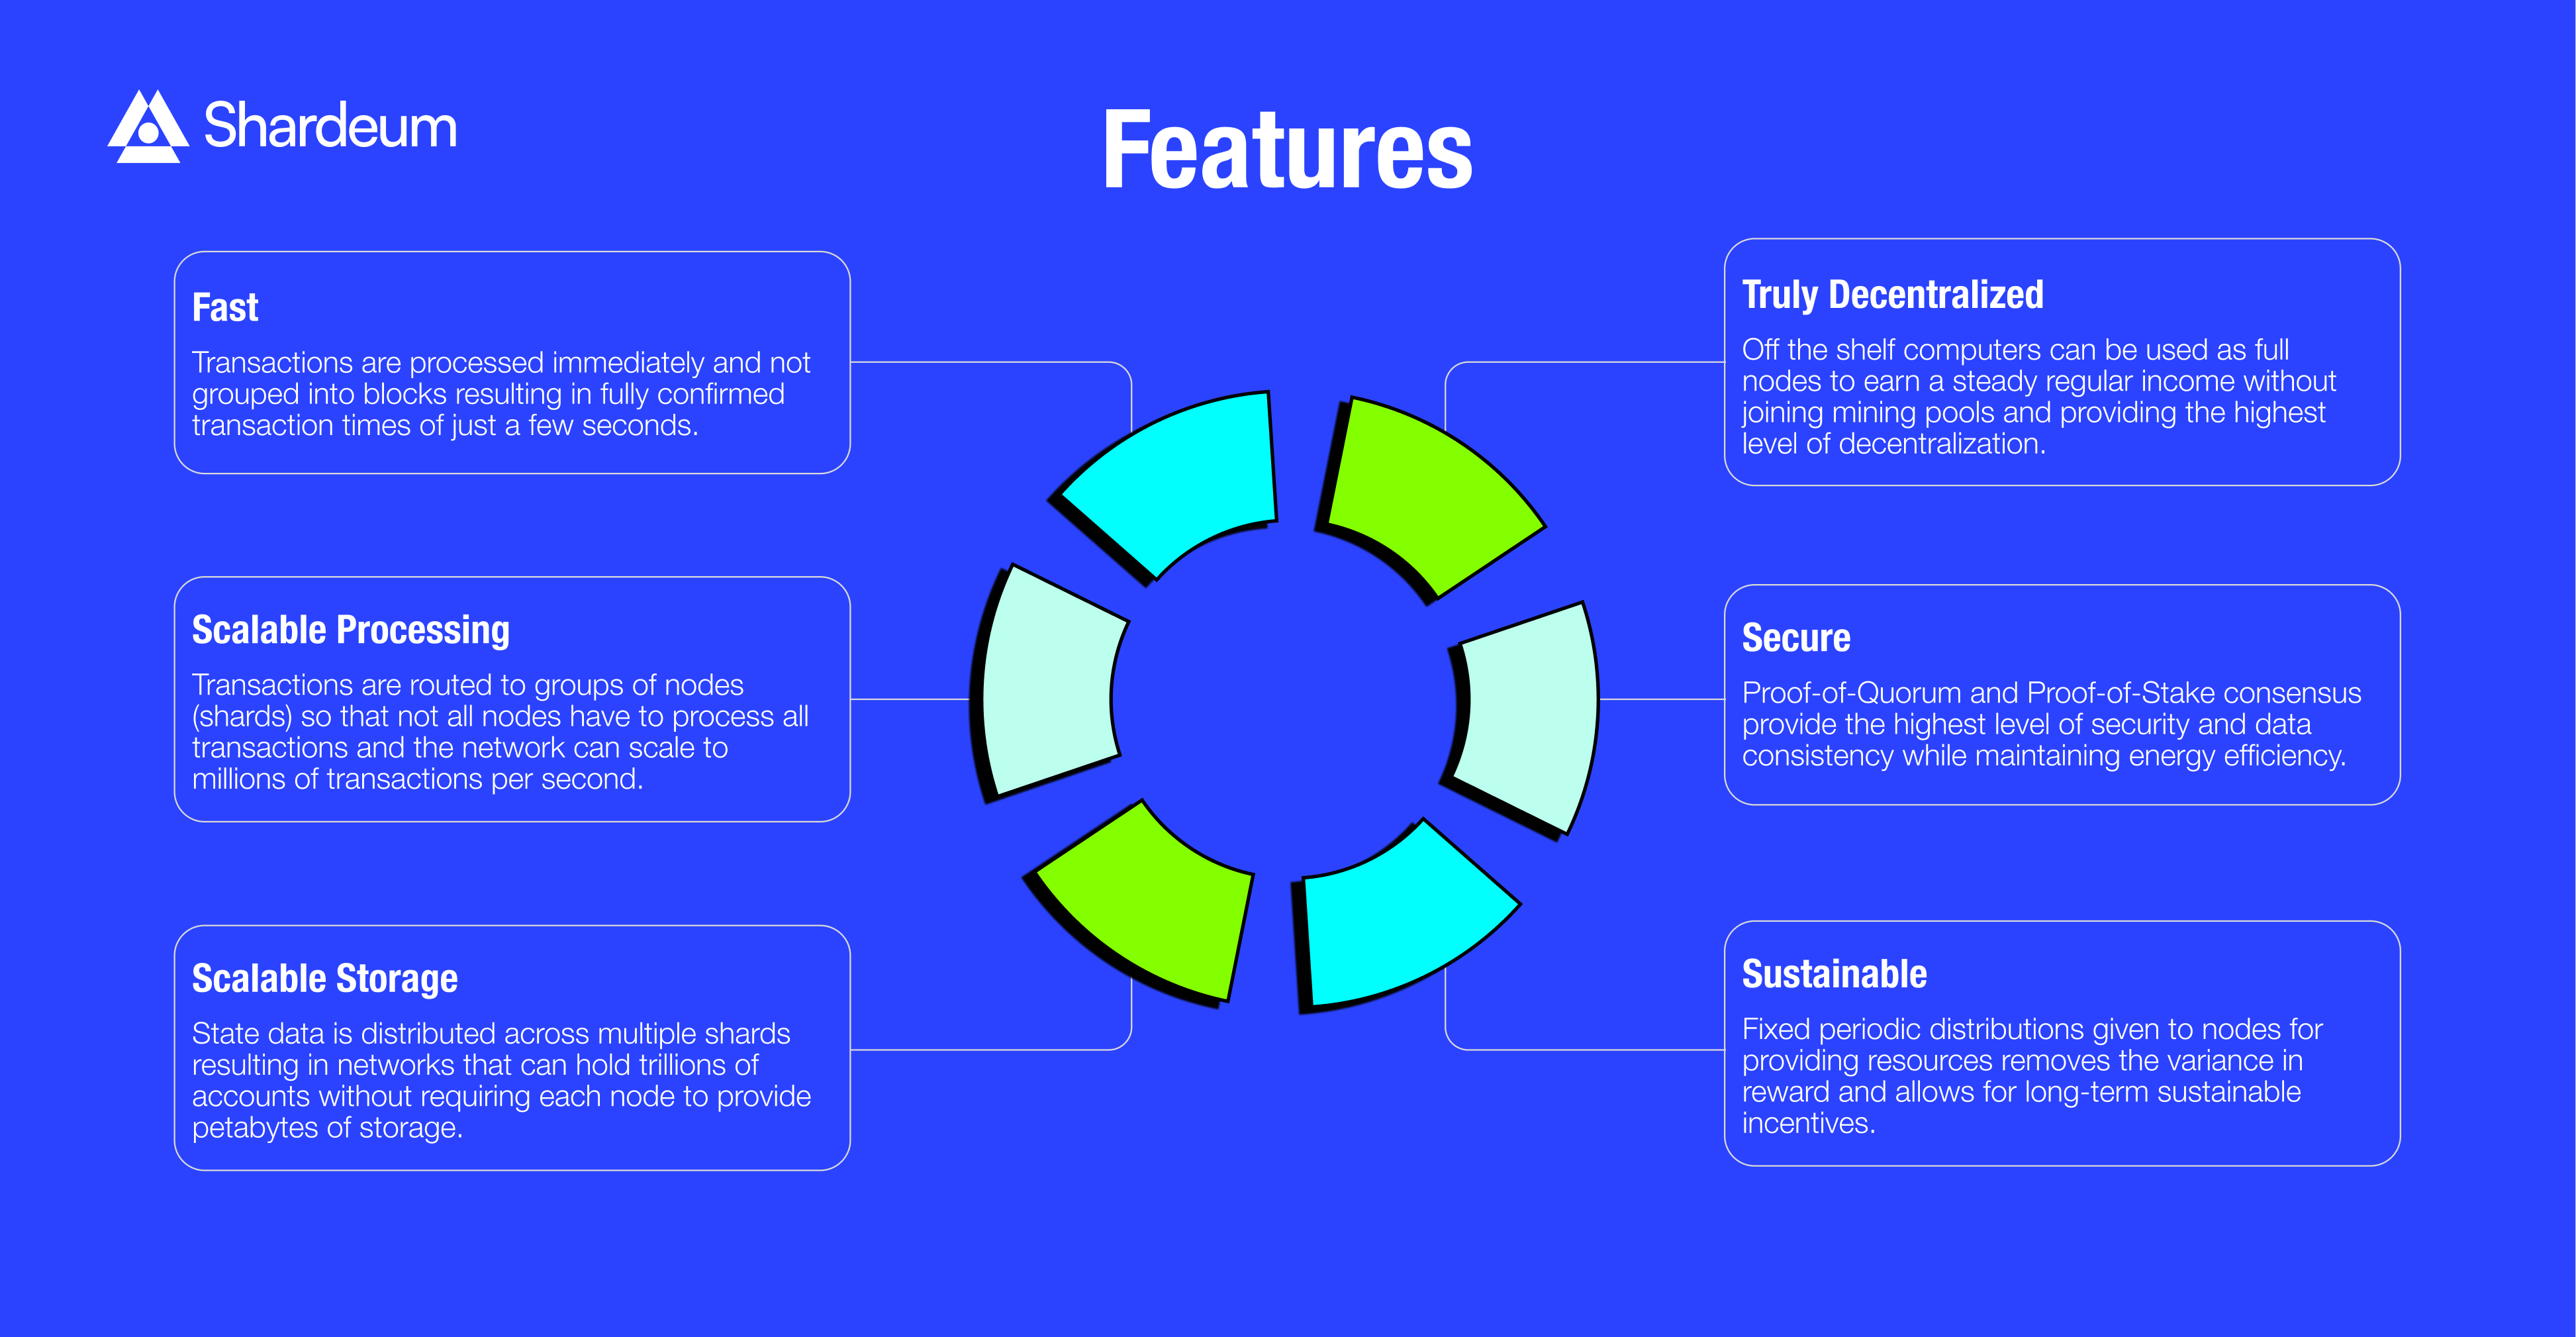 Shardeum
Features
Fast
Transactions are processed immediately and not
grouped into blocks resulting in fully confirmed
transaction times of just a few seconds.
Scalable Processing
Transactions are routed to groups of nodes
(shards) so that not all nodes have to process all
transactions and the network can scale to
millions of transactions per second.
Scalable Storage
State data is distributed across multiple shards
resulting in networks that can hold trillions of
accounts without requiring each node to provide
petabytes of storage.
Truly Decentralized
Off the shelf computers can be used as full
nodes to earn a steady regular income without
joining mining pools and providing the highest
level of decentralization.
Secure
Proof-of-Quorum and Proof-of-Stake consensus
provide the highest level of security and data
consistency while maintaining energy efficiency.
Sustainable
Fixed periodic distributions given to nodes for
providing resources removes the variance in
reward and allows for long-term sustainable
incentives.